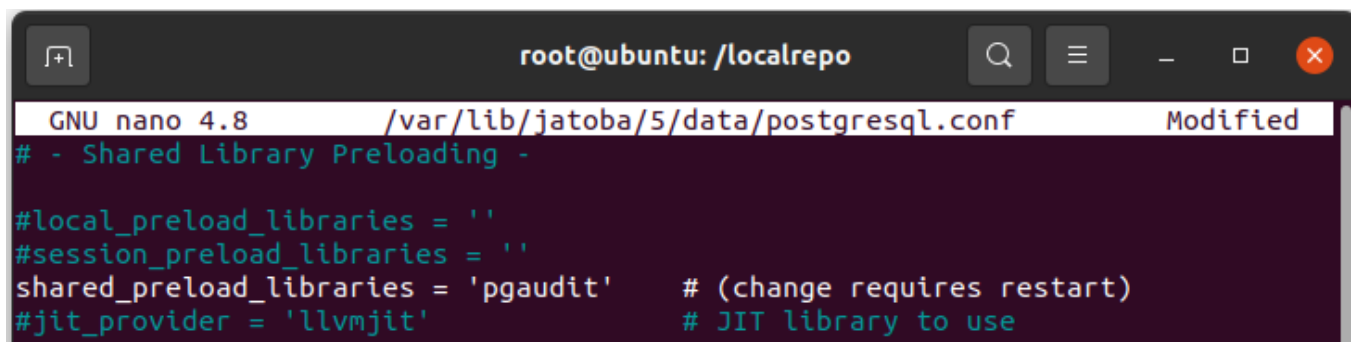 root@ubuntu: /localrepo
GNU nano 4.8 /var/lib/jatoba/5/data/postgresql.conf Modified
# - Shared Library Preloading -
#local_preload_libraries = ''
#session_preload_libraries = ''
shared_preload_libraries = 'pgaudit' # (change requires restart)
#jit_provider = 'llvmjit' # JIT library to use